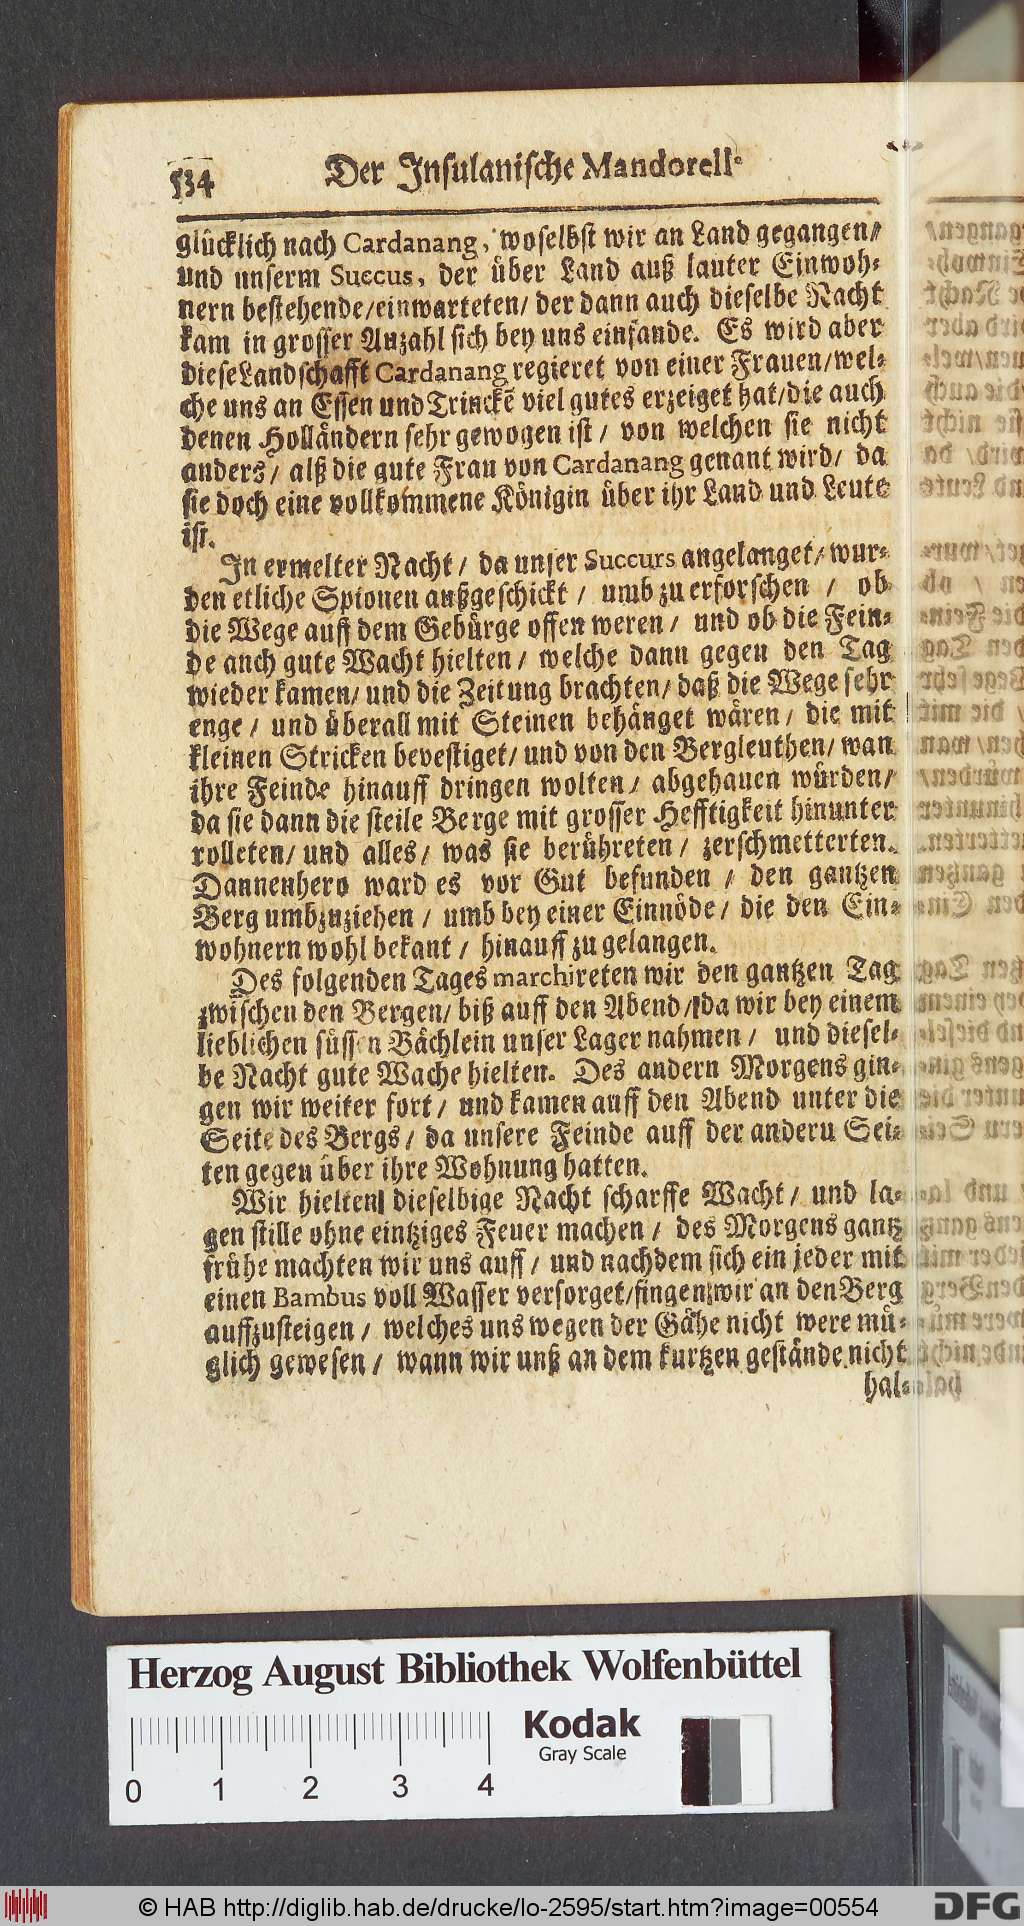 534 Der Insulanische Mandorell.
glücklich nach Cardanang, woselbst wir an Land gegangen/
und unserm Succus, der über Land auß lauter Einwoh-
nern bestehende/einwarteten/ der dann auch dieselbe Nacht
kam in grosser Anzahl sich bey uns einfande. Es wird aber
diese Landschafft Cardanang regieret von einer Frauen/wel-
che uns an Essen und Trinckē viel gutes erzeiget hat/die auch
denen Holländern sehr gewogen ist/ von welchen sie nicht
anders/ alß die gute Frau von Cardanang genant wird/ da
sie doch eine vollkommene Königin über ihr Land und Leute
ist.
In ermelter Nacht/ da unser Succurs angelanget/ wur-
den etliche Spionen außgeschickt/ umb zu erforschen/ ob
die Wege auff dem Gebürge offen weren/ und ob die Fein-
de auch gute Wacht hielten/ welche dann gegen den Tag
wieder kamen/ und die Zeitung brachten/ daß die Wege sehr
enge/ und überall mit Steinen behänget wären/ die mit
kleinen Stricken bevestiget/ und von den Bergleuthen/ wan
ihre Feinde hinauff dringen wolten/ abgehauen würden/
da sie dann die steile Berge mit grosser Hefftigkeit hinunter
rolleten/ und alles/ was sie berühreten/ zerschmetterten.
Dannenhero ward es vor Gut befunden/ den gantzen
Berg umbzuziehen/ umb bey einer Einnöde/ die den Ein-
wohnern wohl bekant/ hinauff zu gelangen.
Des folgenden Tages marchireten wir den gantzen Tag
zwischen den Bergen/ biß auff den Abend/ da wir bey einem
lieblichen süssen Bächlein unser Lager nahmen/ und diesel-
be Nacht gute Wache hielten. Des andern Morgens gin-
gen wir weiter fort/ und kamen auff den Abend unter die
Seite des Bergs/ da unsere Feinde auff der andern Sei-
ten gegen über ihre Wohnung hatten.
Wir hielten dieselbige Nacht scharffe Wacht/ und la-
gen stille ohne eintziges Feuer machen/ des Morgens gantz
frühe machten wir uns auff/ und nachdem sich ein jeder mit
einen Bambus voll Wasser versorget/fingen wir an den Berg
auffzusteigen/ welches uns wegen der Gähe nicht were mü-
glich gewesen/ wann wir unß an dem kurtzen gestände nicht
hal-
Herzog August Bibliothek Wolfenbüttel
Kodak
Gray Scale
0 1 2 3 4
© HAB http://diglib.hab.de/drucke/lo-2595/start.htm?image=00554
DFG